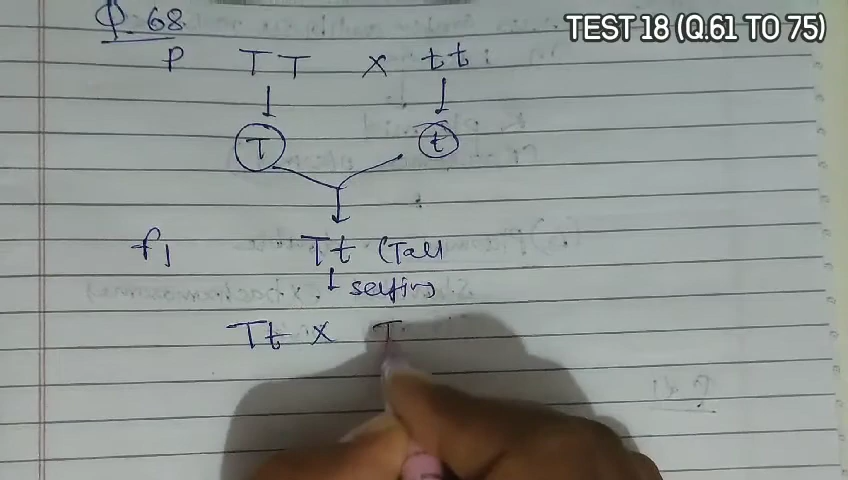 TEST 18 (Q.61 TO 75)
Q. 68
P TT X tt
T t
f1 Tt (Tall
selfing
Tt X T